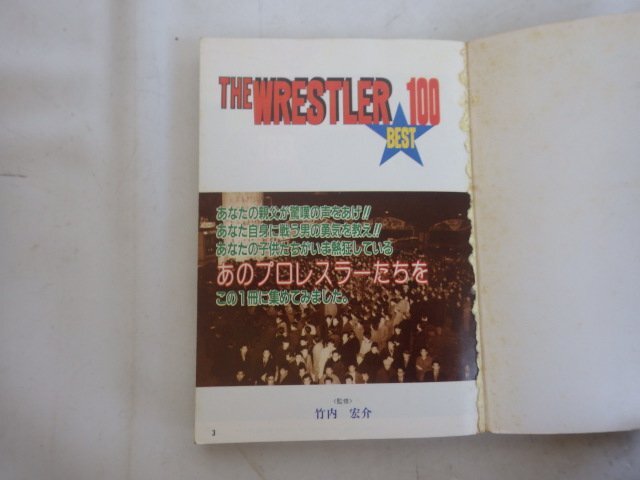 THE WRESTLER 100
BEST
あなたの親父が驚嘆の声をあげ!!
あなた自身に戦う男の勇気を教え!!
あなたの子供たちがいま熱狂している
あのプロレスラーたちを
この1冊に集めてみました。
〈監修〉
竹内 宏介
3